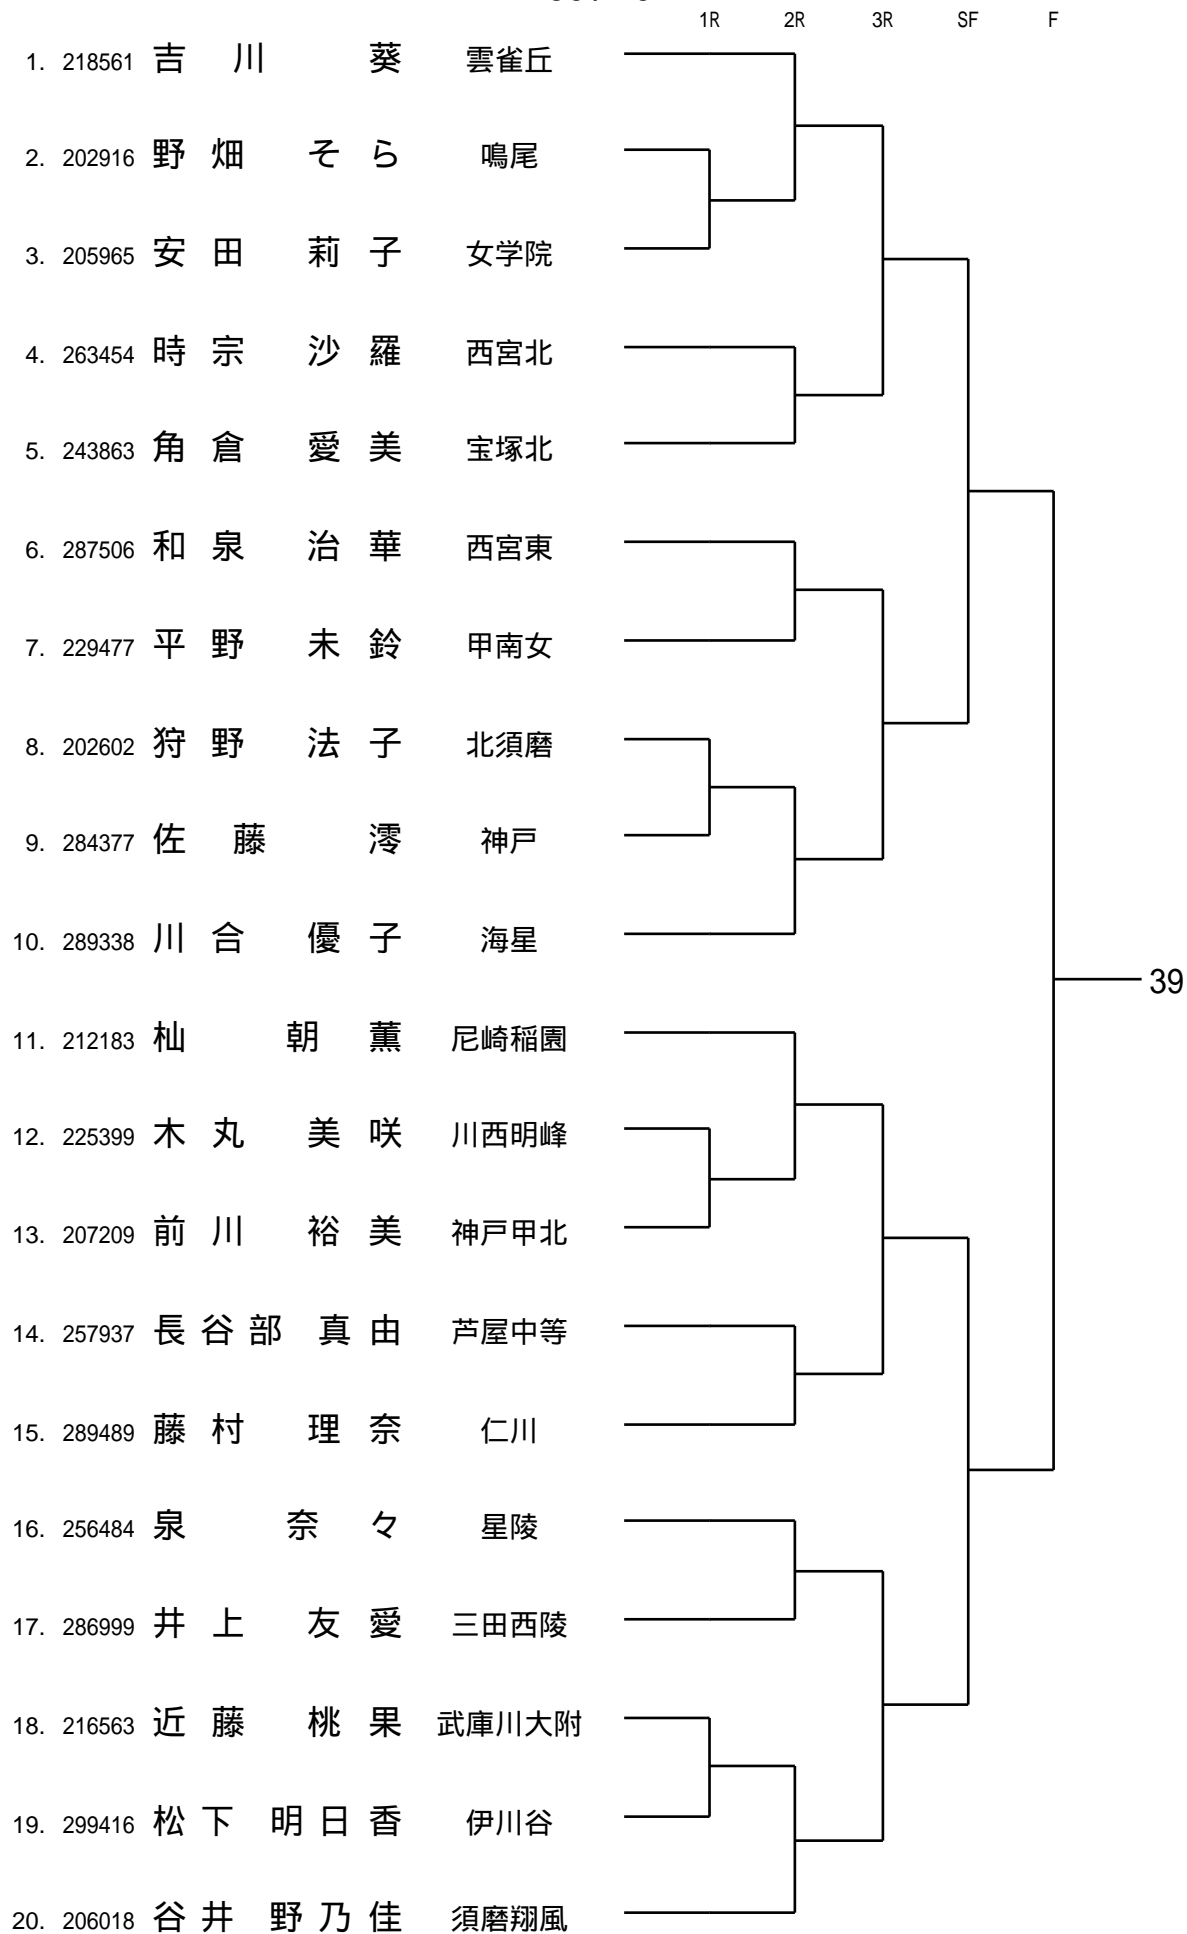 1R 2R 3R SF F
1. 218561 吉川 葵 雲雀丘
2. 202916 野畑 そら 鳴尾
3. 205965 安田 莉子 女学院
4. 263454 時宗 沙羅 西宮北
5. 243863 角倉 愛美 宝塚北
6. 287506 和泉 治華 西宮東
7. 229477 平野 未鈴 甲南女
8. 202602 狩野 法子 北須磨
9. 284377 佐藤 澪 神戸
10. 289338 川合 優子 海星
39
11. 212183 杣 朝薫 尼崎稲園
12. 225399 木丸 美咲 川西明峰
13. 207209 前川 裕美 神戸甲北
14. 257937 長谷部 真由 芦屋中等
15. 289489 藤村 理奈 仁川
16. 256484 泉 奈々 星陵
17. 286999 井上 友愛 三田西陵
18. 216563 近藤 桃果 武庫川大附
19. 299416 松下 明日香 伊川谷
20. 206018 谷井 野乃佳 須磨翔風